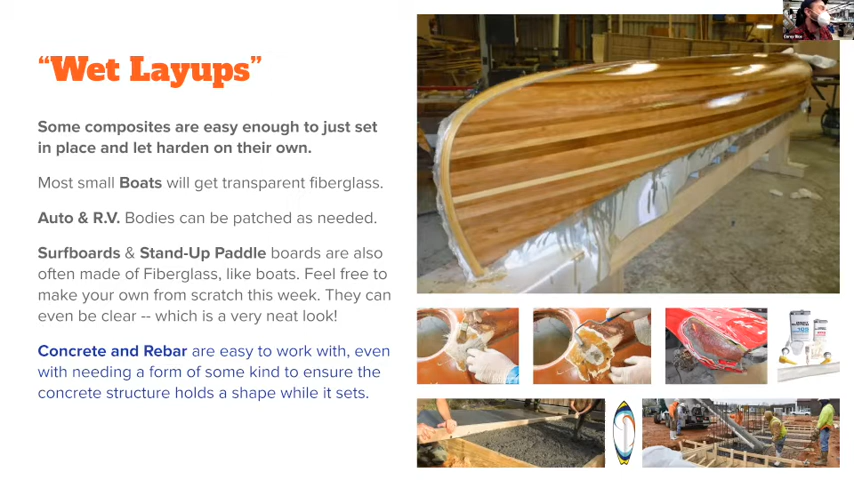 “Wet Layups”
Some composites are easy enough to just set
in place and let harden on their own.
Most small Boats will get transparent fiberglass.
Auto & R.V. Bodies can be patched as needed.
Surfboards & Stand-Up Paddle boards are also
often made of Fiberglass, like boats. Feel free to
make your own from scratch this week. They can
even be clear -- which is a very neat look!
Concrete and Rebar are easy to work with, even
with needing a form of some kind to ensure the
concrete structure holds a shape while it sets.